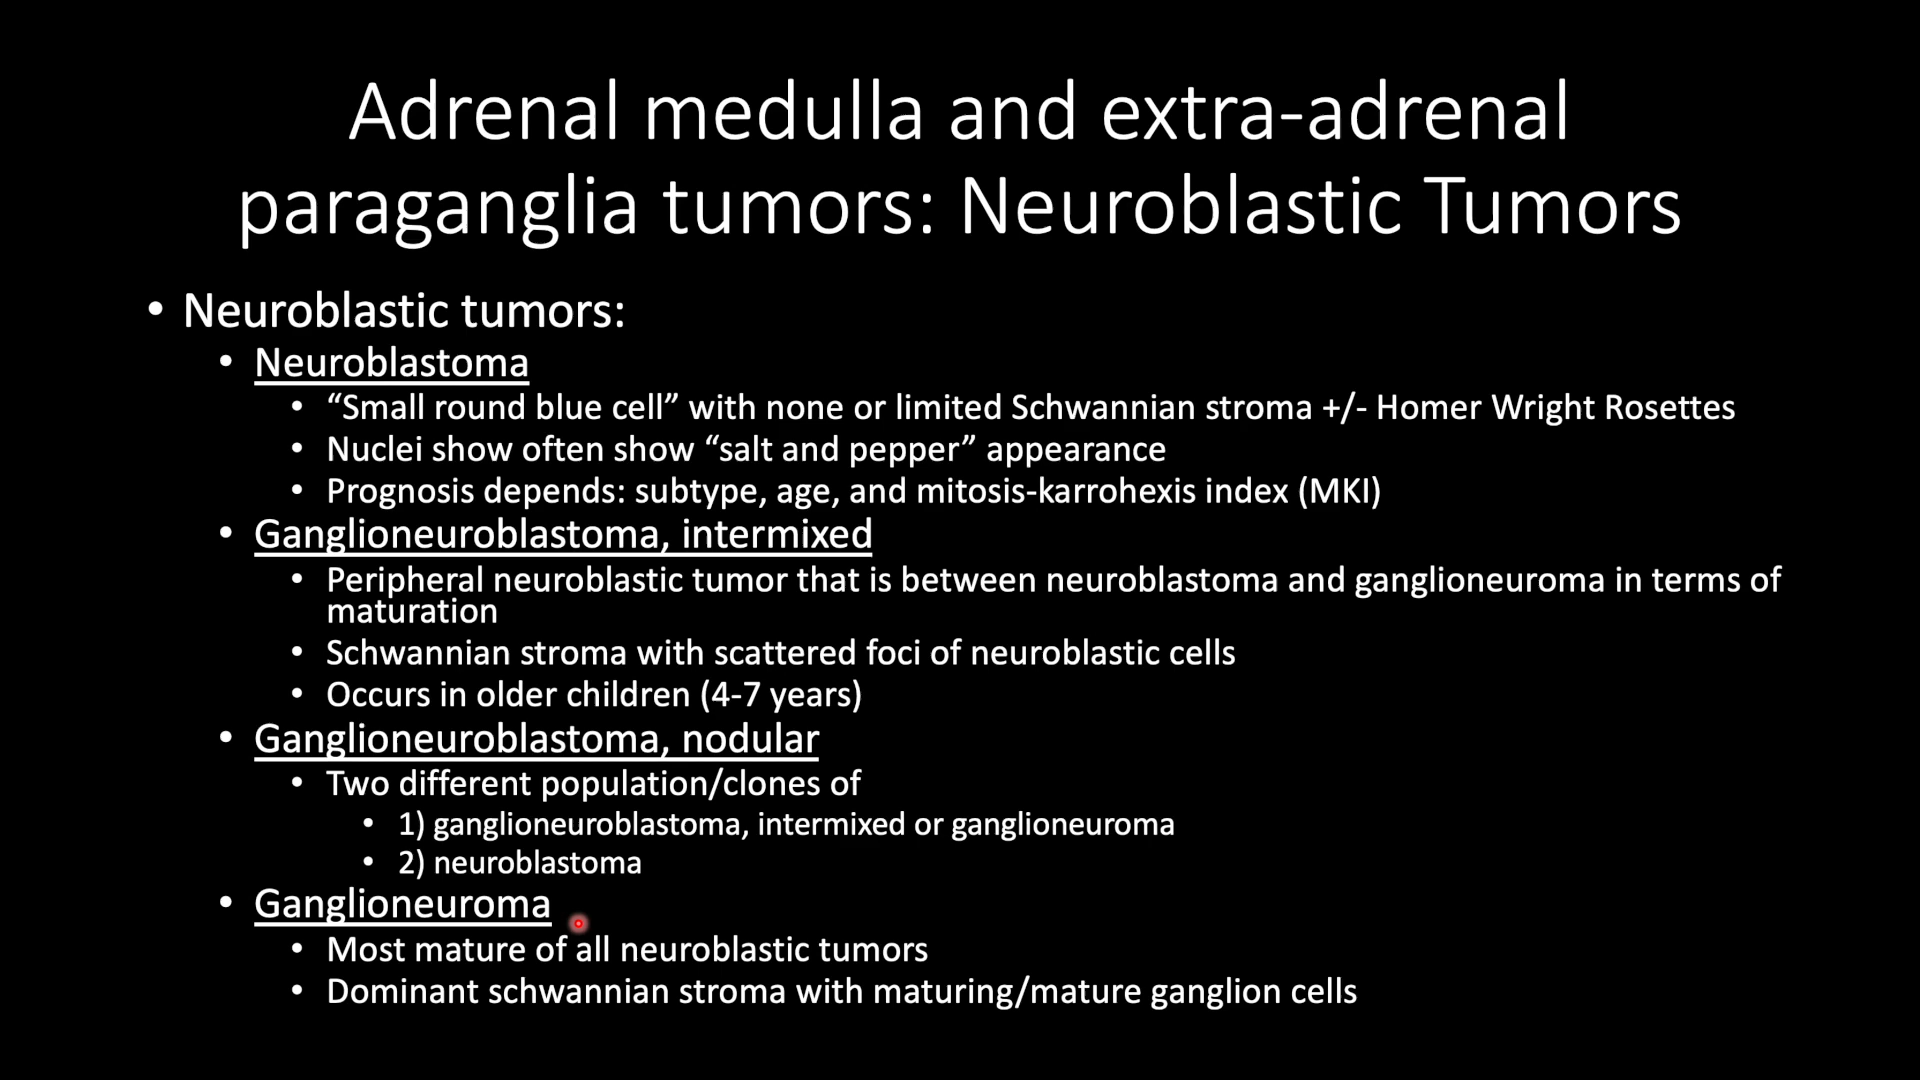 Adrenal medulla and extra-adrenal
paraganglia tumors: Neuroblastic Tumors
• Neuroblastic tumors:
• Neuroblastoma
• “Small round blue cell” with none or limited Schwannian stroma +/- Homer Wright Rosettes
• Nuclei show often show “salt and pepper” appearance
• Prognosis depends: subtype, age, and mitosis-karrohexis index (MKI)
• Ganglioneuroblastoma, intermixed
• Peripheral neuroblastic tumor that is between neuroblastoma and ganglioneuroma in terms of
maturation
• Schwannian stroma with scattered foci of neuroblastic cells
• Occurs in older children (4-7 years)
• Ganglioneuroblastoma, nodular
• Two different population/clones of
• 1) ganglioneuroblastoma, intermixed or ganglioneuroma
• 2) neuroblastoma
• Ganglioneuroma
• Most mature of all neuroblastic tumors
• Dominant schwannian stroma with maturing/mature ganglion cells